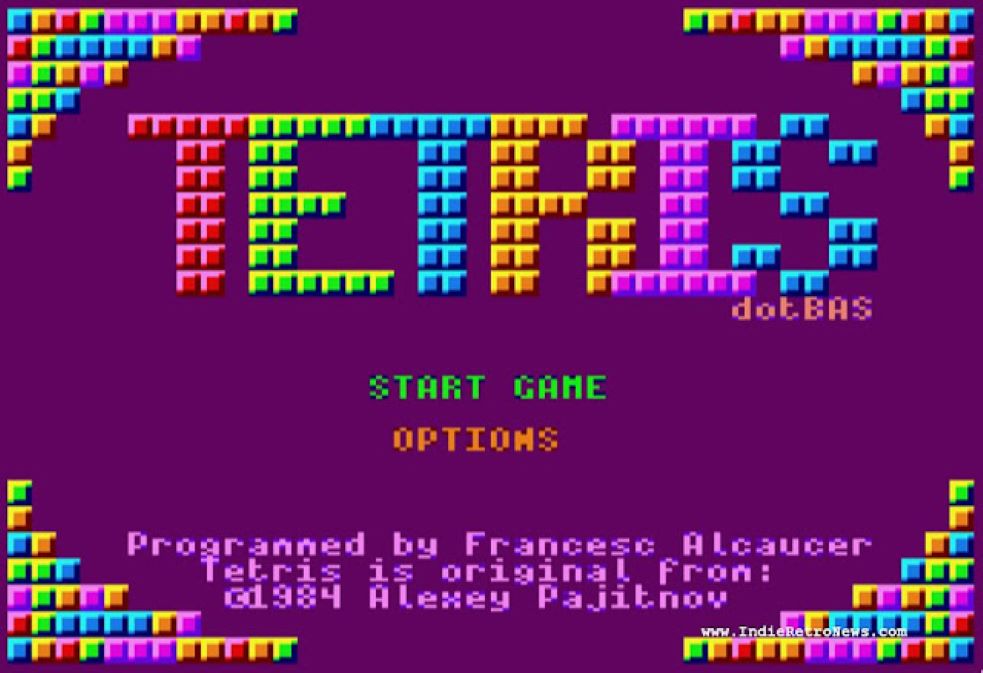 TETRIS
dotBAS
START GAME
OPTIONS
Programmed by Francesc Alcaucer
Tetris is original from:
@1984 Alexey Pajitnov
www.IndieRetroNews.com